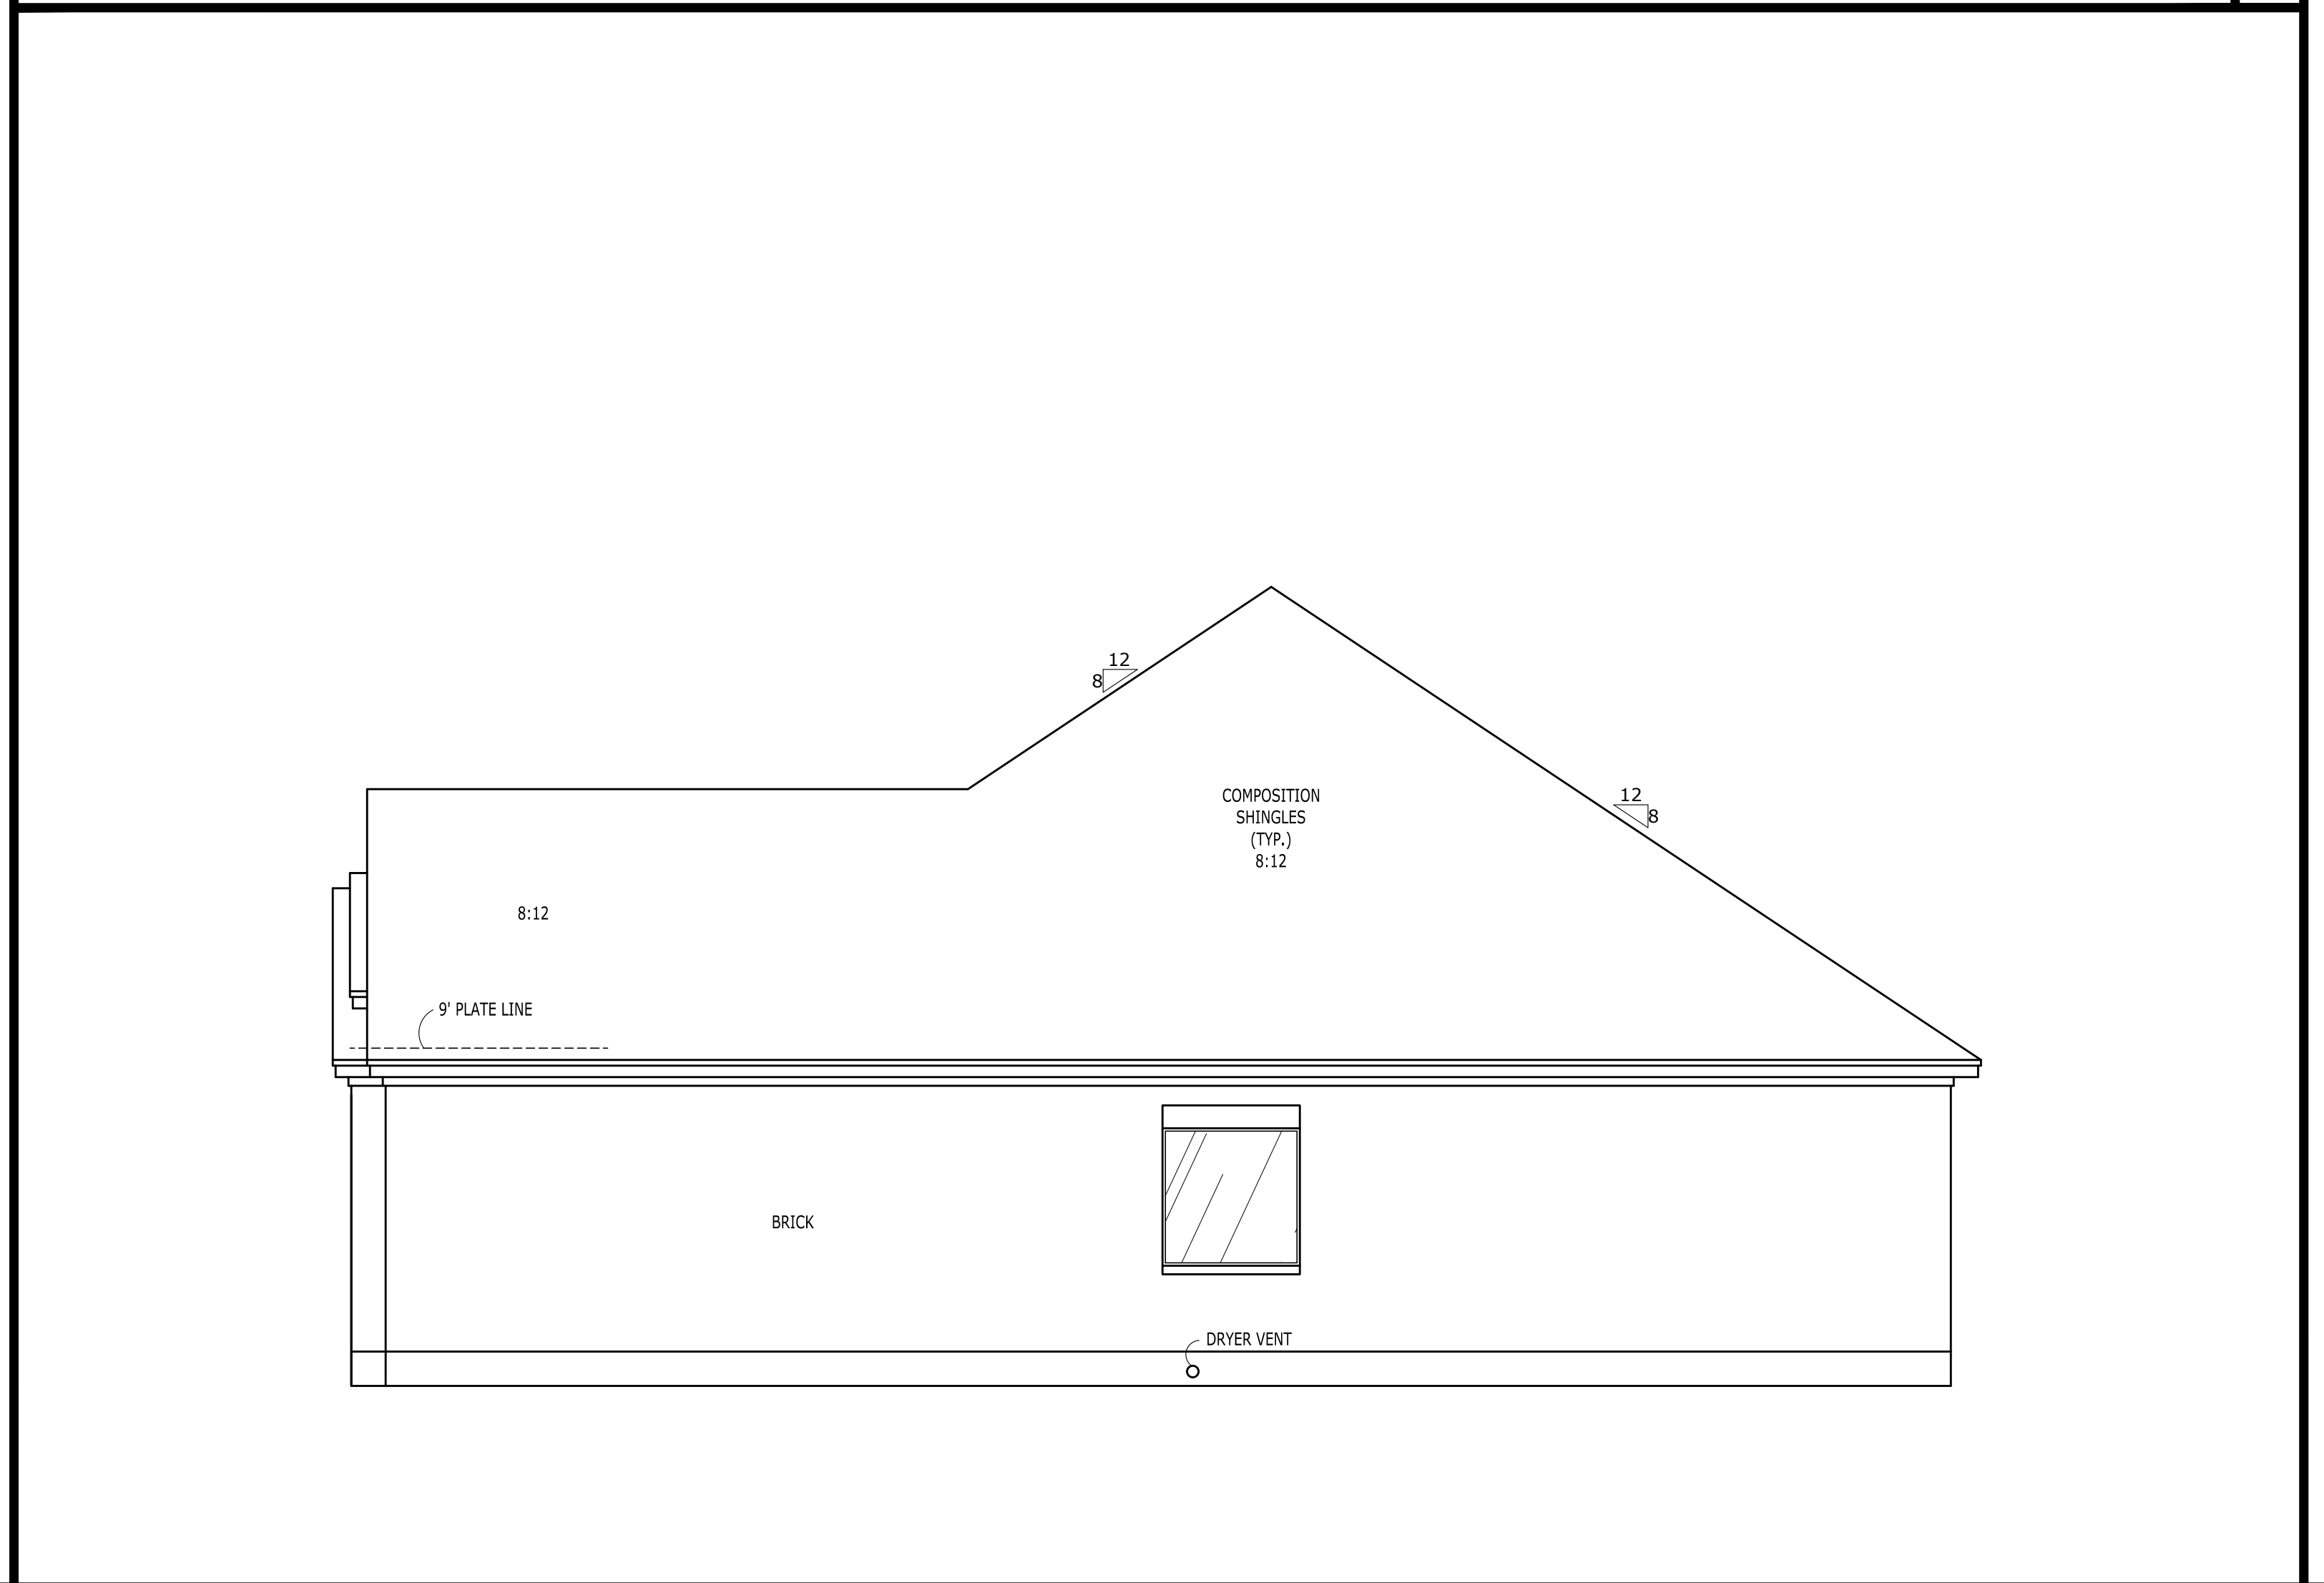 12
8
12
8
COMPOSITION
SHINGLES
(TYP.)
8:12
8:12
9' PLATE LINE
BRICK
DRYER VENT